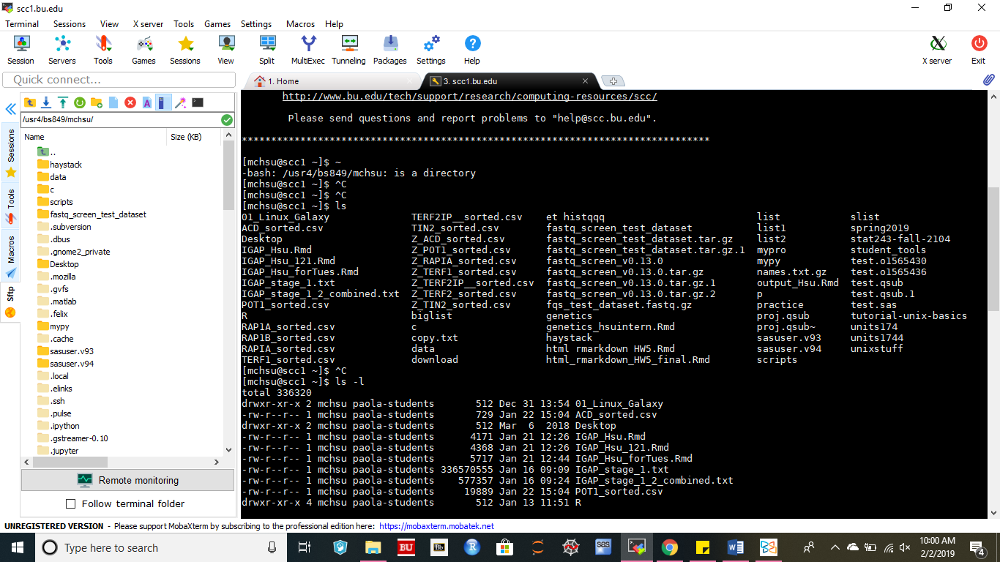 scc1.bu.edu
Terminal Sessions View X server Tools Games Settings Macros Help
Session Servers Tools Games Sessions View Split MultiExec Tunneling Packages Settings Help X server Exit
Quick connect...
1. Home
3. scc1.bu.edu
/usr4/bs849/mchsu/
Name Size (KB)
..
haystack
data
c
scripts
fastq_screen_test_dataset
.subversion
.dbus
.gnome2_private
Desktop
.mozilla
.gvfs
.matlab
.felix
mypy
.cache
sasuser.v93
sasuser.v94
.local
.elinks
.ssh
.pulse
.ipython
.gstreamer-0.10
.jupyter
Sessions
Tools
Macros
Sftp
Remote monitoring
Follow terminal folder
http://www.bu.edu/tech/support/research/computing-resources/scc/
Please send questions and report problems to "help@scc.bu.edu".
********************************************************************************
[mchsu@scc1 ~]$ ~
-bash: /usr4/bs849/mchsu: is a directory
[mchsu@scc1 ~]$ ^C
[mchsu@scc1 ~]$ ^C
[mchsu@scc1 ~]$ ls
01_Linux_Galaxy TERF2IP__sorted.csv et histqqq list slist
ACD_sorted.csv TIN2_sorted.csv fastq_screen_test_dataset list1 spring2019
Desktop Z_ACD_sorted.csv fastq_screen_test_dataset.tar.gz list2 stat243-fall-2104
IGAP_Hsu.Rmd Z_POT1_sorted.csv fastq_screen_test_dataset.tar.gz.1 mypro student_tools
IGAP_Hsu_121.Rmd Z_RAPIA_sorted.csv fastq_screen_v0.13.0 mypy test.o1565430
IGAP_Hsu_forTues.Rmd Z_TERF1_sorted.csv fastq_screen_v0.13.0.tar.gz names.txt.gz test.o1565436
IGAP_stage_1.txt Z_TERF2IP__sorted.csv fastq_screen_v0.13.0.tar.gz.1 output_Hsu.Rmd test.qsub
IGAP_stage_1_2_combined.txt Z_TERF2_sorted.csv fastq_screen_v0.13.0.tar.gz.2 p test.qsub.1
POT1_sorted.csv Z_TIN2_sorted.csv fqs_test_dataset.fastq.gz practice test.sas
R biglist genetics proj.qsub tutorial-unix-basics
RAP1A_sorted.csv c genetics_hsuintern.Rmd proj.qsub~ units174
RAP1B_sorted.csv copy.txt haystack sasuser.v93 units1744
RAPIA_sorted.csv data html rmarkdown HW5.Rmd sasuser.v94 unixstuff
TERF1_sorted.csv download html_rmarkdown_HW5_final.Rmd scripts
[mchsu@scc1 ~]$ ^C
[mchsu@scc1 ~]$ ls -l
total 336320
drwxr-xr-x 2 mchsu paola-students 512 Dec 31 13:54 01_Linux_Galaxy
-rw-r--r-- 1 mchsu paola-students 729 Jan 22 15:04 ACD_sorted.csv
drwxr-xr-x 2 mchsu paola-students 512 Mar 6 2018 Desktop
-rw-r--r-- 1 mchsu paola-students 4171 Jan 21 12:26 IGAP_Hsu.Rmd
-rw-r--r-- 1 mchsu paola-students 4368 Jan 21 12:26 IGAP_Hsu_121.Rmd
-rw-r--r-- 1 mchsu paola-students 5717 Jan 21 12:44 IGAP_Hsu_forTues.Rmd
-rw-r--r-- 1 mchsu paola-students 336570555 Jan 16 09:09 IGAP_stage_1.txt
-rw-r--r-- 1 mchsu paola-students 577357 Jan 16 09:24 IGAP_stage_1_2_combined.txt
-rw-r--r-- 1 mchsu paola-students 19889 Jan 22 15:04 POT1_sorted.csv
drwxr-xr-x 4 mchsu paola-students 512 Jan 13 11:51 R
UNREGISTERED VERSION - Please support MobaXterm by subscribing to the professional edition here: https://mobaxterm.mobatek.net
Type here to search
BU
Bb
R
sas
W
10:00 AM
2/2/2019
4